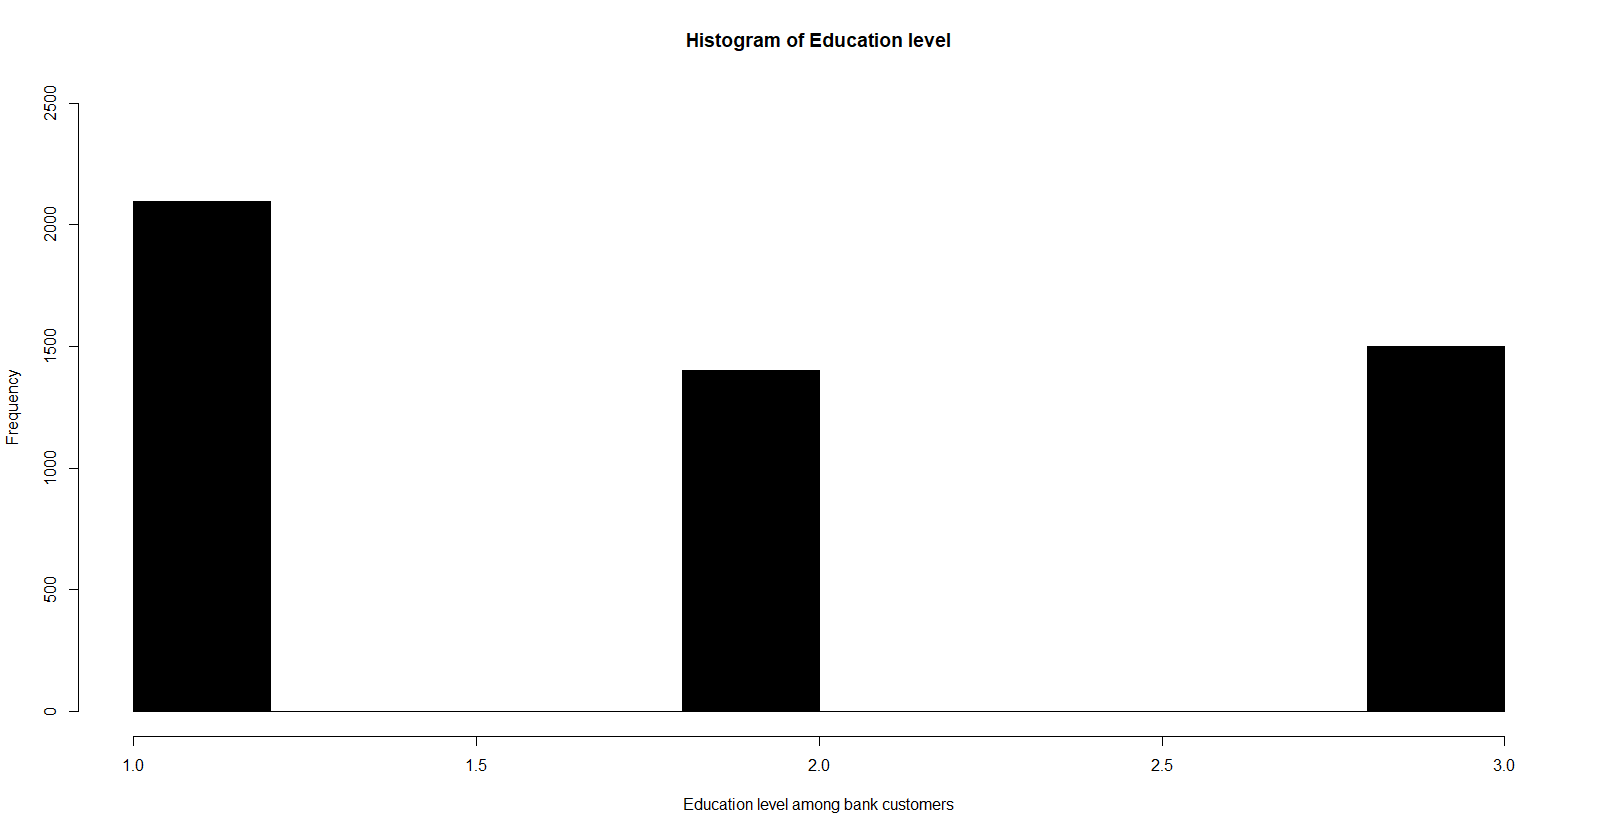 Histogram of Education level
Frequency
2500
2000
1500
1000
500
0
1.0 1.5 2.0 2.5 3.0
Education level among bank customers